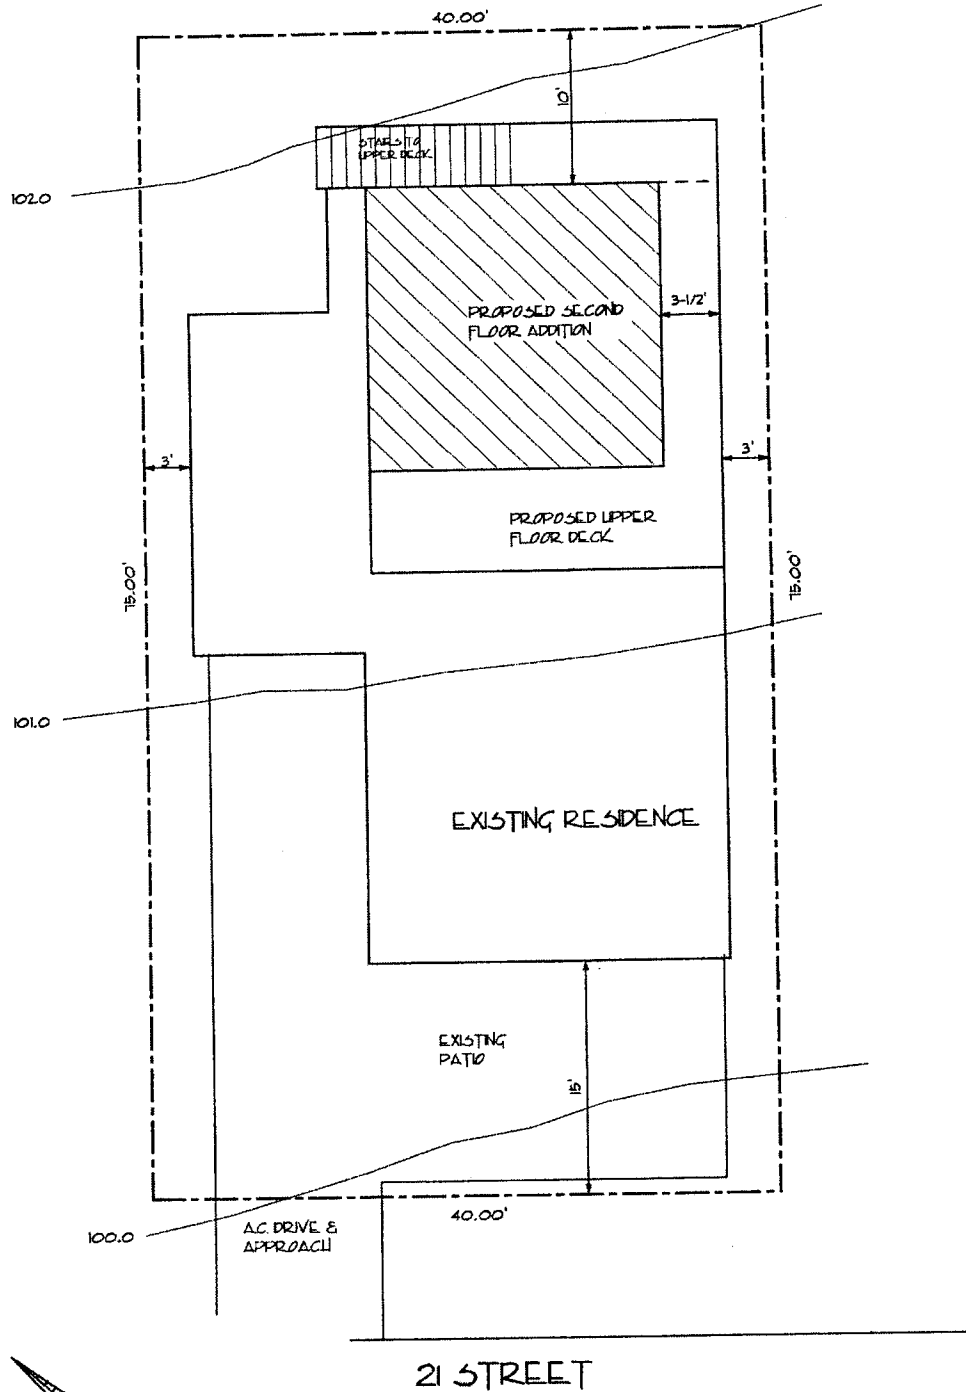 40.00'
10'
STAIRS TO
UPPER DECK
102.0
PROPOSED SECOND
FLOOR ADDITION
3-1/2'
3'
3'
PROPOSED UPPER
FLOOR DECK
75.00'
75.00'
101.0
EXISTING RESIDENCE
EXISTING
PATIO
15'
40.00'
100.0
A.C. DRIVE &
APPROACH
21 STREET